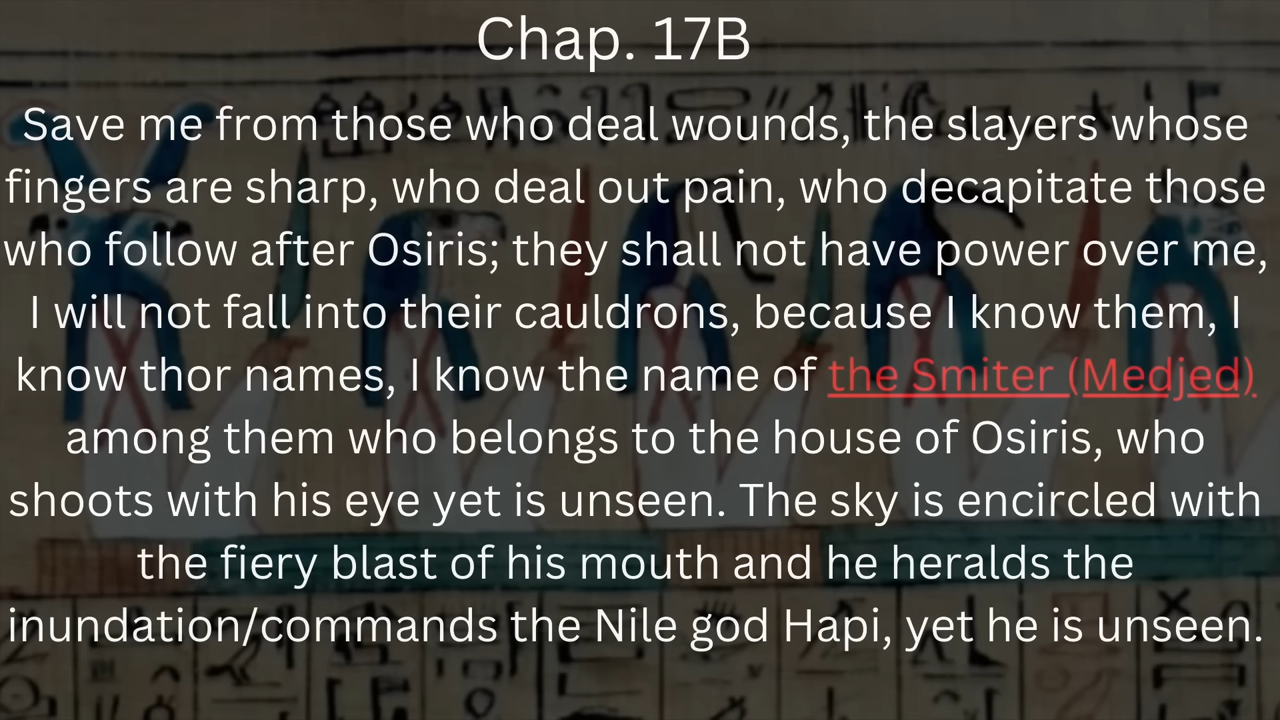 Chap. 17B
Save me from those who deal wounds, the slayers whose
fingers are sharp, who deal out pain, who decapitate those
who follow after Osiris; they shall not have power over me,
I will not fall into their cauldrons, because I know them, I
know thor names, I know the name of the Smiter (Medjed)
among them who belongs to the house of Osiris, who
shoots with his eye yet is unseen. The sky is encircled with
the fiery blast of his mouth and he heralds the
inundation/commands the Nile god Hapi, yet he is unseen.